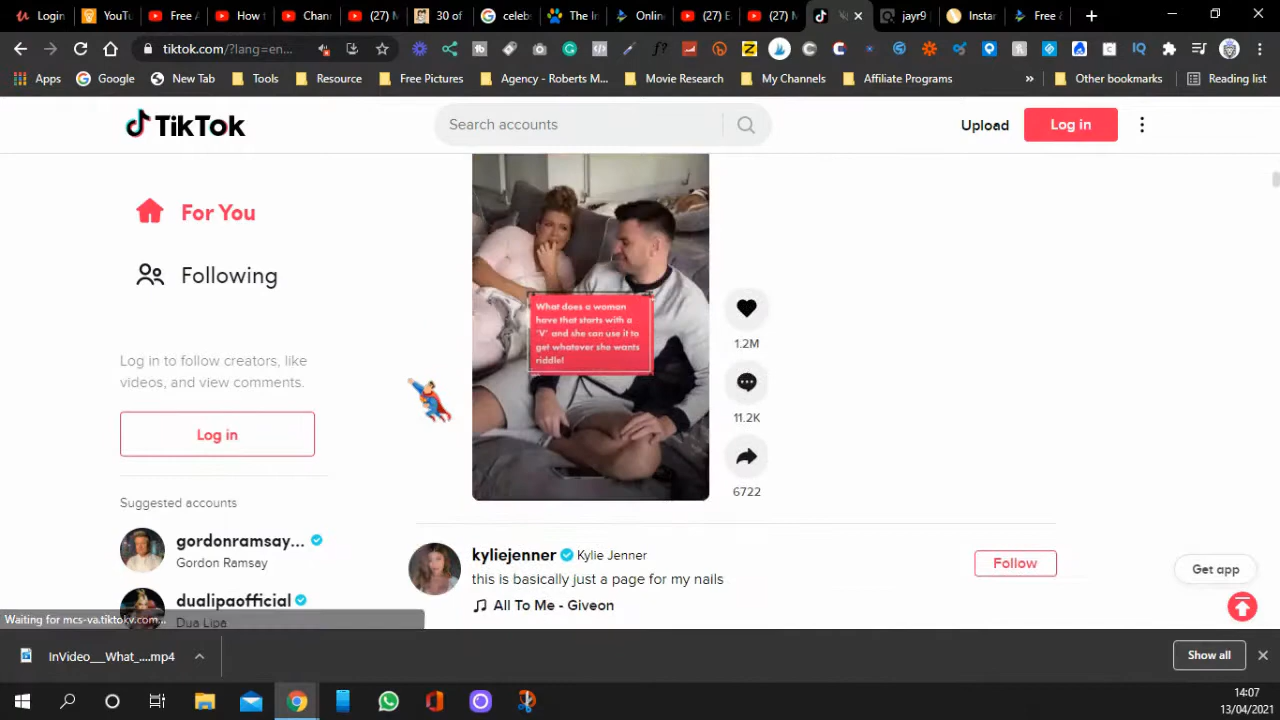 YouT
Free A
How t
Chann
(27) M
30 of
celeb
The In
Onlin
(27) E
(27) M
jayr9
Instar
Free &
tiktok.com/?lang=en...
Apps
Google
New Tab
Tools
Resource
Free Pictures
Agency - Roberts M...
Movie Research
My Channels
Affiliate Programs
»
Other bookmarks
Reading list
TikTok
Search accounts
Upload
Log in
For You
Following
Log in to follow creators, like
videos, and view comments.
Log in
Suggested accounts
gordonramsay...
Gordon Ramsay
dualipaofficial
Dua Lipa
What does a woman
have that starts with a
"V" and she can use it to
get whatever she wants
riddle!
1.2M
11.2K
6722
kyliejenner Kylie Jenner
this is basically just a page for my nails
All To Me - Giveon
Follow
Get app
Waiting for mcs-va.tiktokv.com...
InVideo___What_....mp4
Show all
14:07
13/04/2021